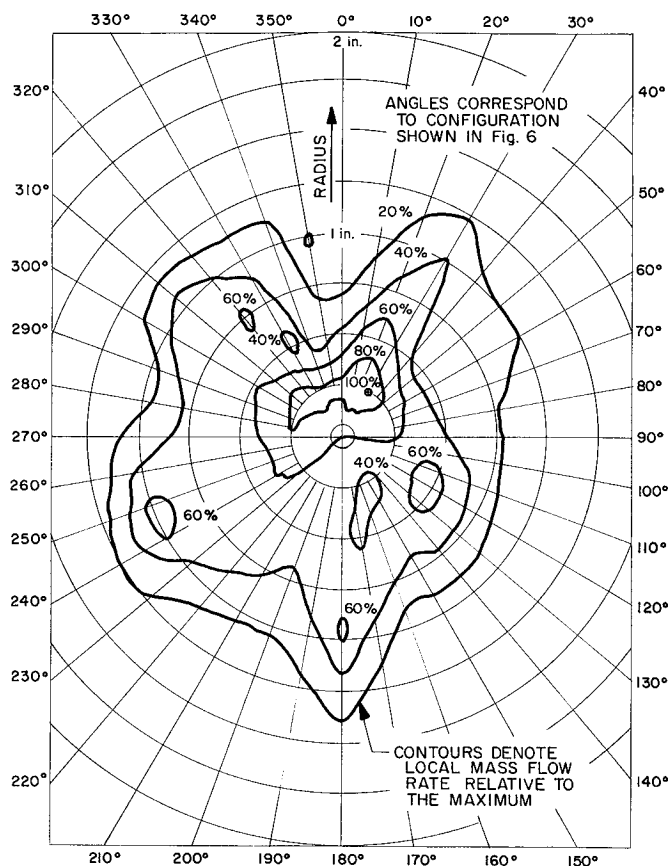 330° 340° 350° 0° 10° 20° 30°
2 in.
320°
40°
ANGLES CORRESPOND
TO CONFIGURATION
SHOWN IN Fig. 6
RADIUS
310°
50°
20%
1 in.
40%
300°
60°
60%
60%
290°
70°
40%
80%
280°
80°
100%
270°
90°
60%
40%
260°
100°
60%
250°
110°
240°
120°
60%
230°
130°
CONTOURS DENOTE
LOCAL MASS FLOW
RATE RELATIVE TO
THE MAXIMUM
220°
140°
210° 200° 190° 180° 170° 160° 150°